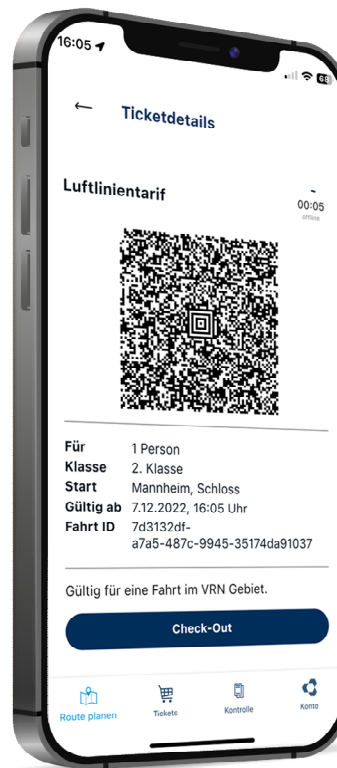 16:05
68
← Ticketdetails
Luftlinientarif
-
00:05
offline
Für 1 Person
Klasse 2. Klasse
Start Mannheim, Schloss
Gültig ab 7.12.2022, 16:05 Uhr
Fahrt ID 7d3132df-
a7a5-487c-9945-35174da91037
Gültig für eine Fahrt im VRN Gebiet.
Check-Out
Route planen Tickets Kontrolle Konto